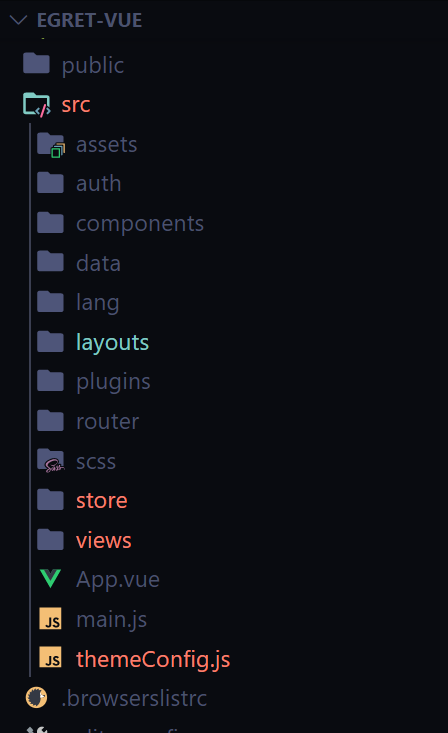 EGRET-VUE
public
src
assets
auth
components
data
lang
layouts
plugins
router
scss
store
views
App.vue
main.js
themeConfig.js
.browserslistrc